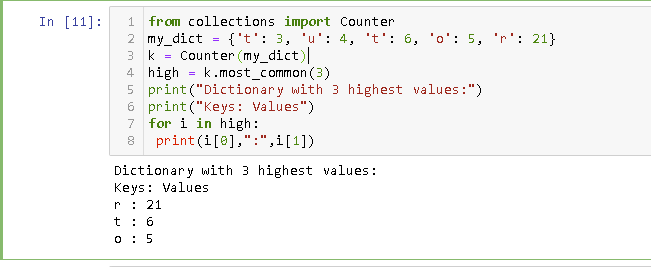 In [11]:
1 from collections import Counter
2 my_dict = {'t': 3, 'u': 4, 't': 6, 'o': 5, 'r': 21}
3 k = Counter(my_dict)
4 high = k.most_common(3)
5 print("Dictionary with 3 highest values:")
6 print("Keys: Values")
7 for i in high:
8  print(i[0],":",i[1])
Dictionary with 3 highest values:
Keys: Values
r : 21
t : 6
o : 5